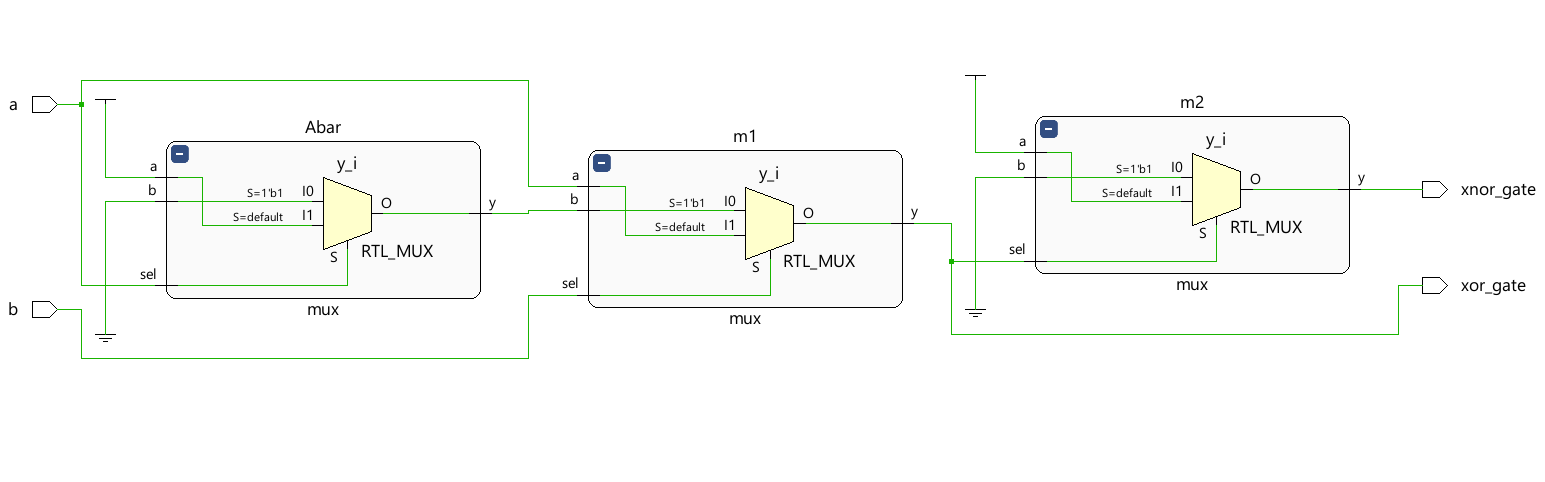 a
b
Abar
a
b
sel
y_i
S=1'b1
I0
S=default
I1
O
S
RTL_MUX
y
mux
m1
a
b
sel
y_i
S=1'b1
I0
S=default
I1
O
S
RTL_MUX
y
mux
m2
a
b
sel
y_i
S=1'b1
I0
S=default
I1
O
S
RTL_MUX
y
mux
xnor_gate
xor_gate